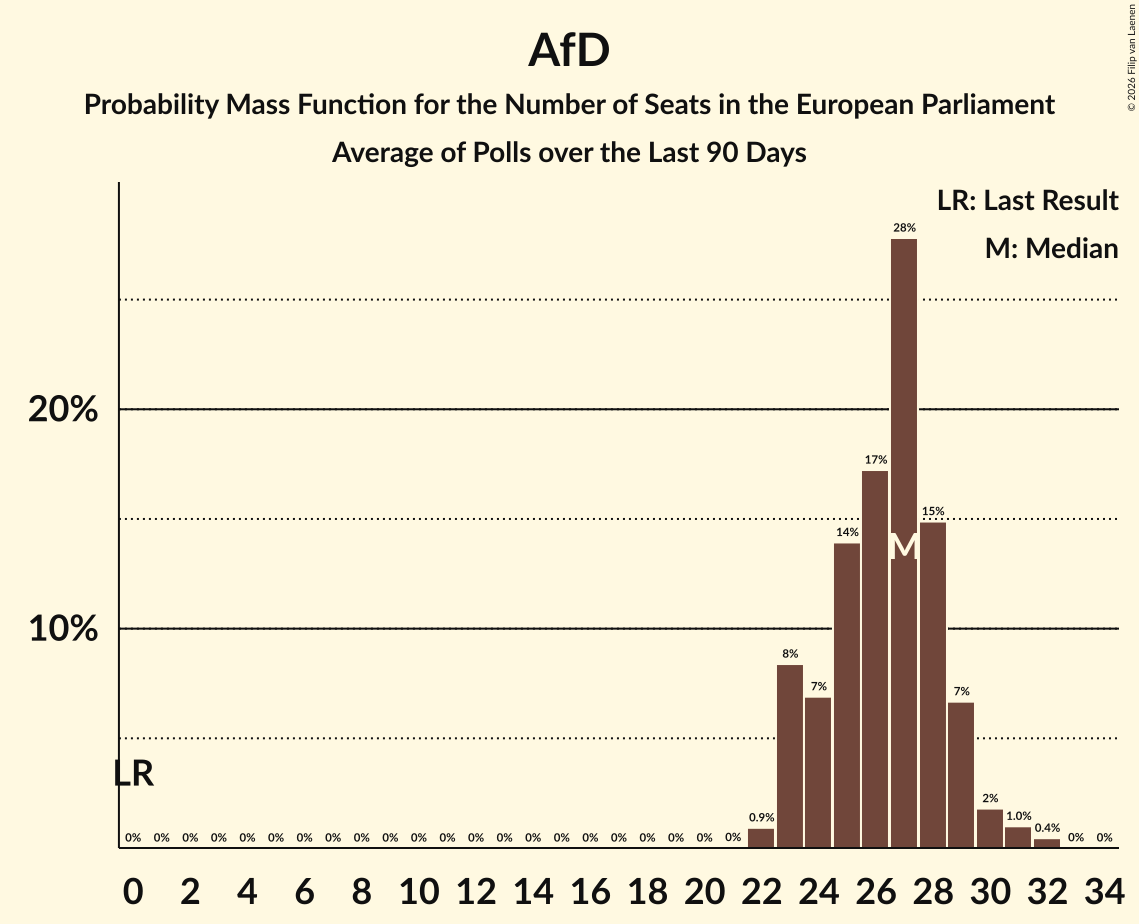 AfD
Probability Mass Function for the Number of Seats in the European Parliament
Average of Polls over the Last 90 Days
© 2026 Filip van Laenen
LR: Last Result
M: Median
28%
20%
17%
15%
14%
M
10%
8%
7%
7%
LR
2%
0.9%
1.0%
0.4%
0% 0% 0% 0% 0% 0% 0% 0% 0% 0% 0% 0% 0% 0% 0% 0% 0% 0% 0% 0% 0% 0% 0% 0%
0 2 4 6 8 10 12 14 16 18 20 22 24 26 28 30 32 34